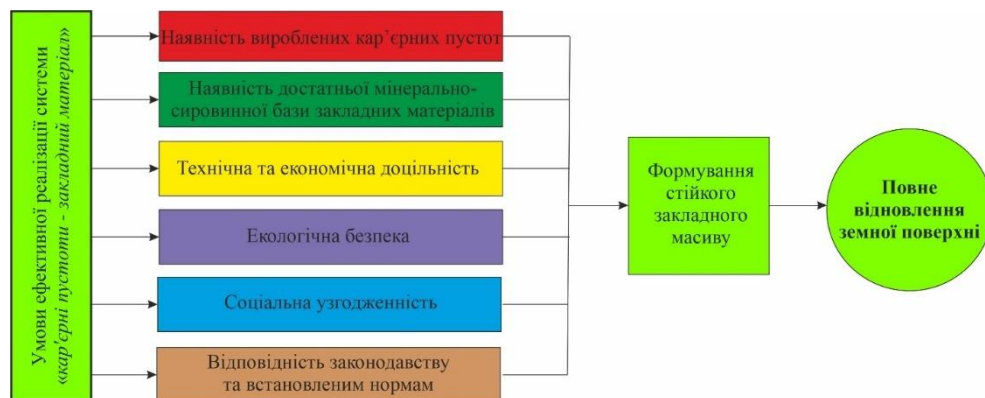 Умови ефективної реалізації системи
«кар'єрні пустоти - закладний матеріал»
Наявність вироблених кар’єрних пустот
Наявність достатньої мінерально-
сировинної бази закладних матеріалів
Технічна та економічна доцільність
Екологічна безпека
Соціальна узгодженність
Відповідність законодавству
та встановленим нормам
Формування
стійкого
закладного
масиву
Повне
відновлення
земної поверхні